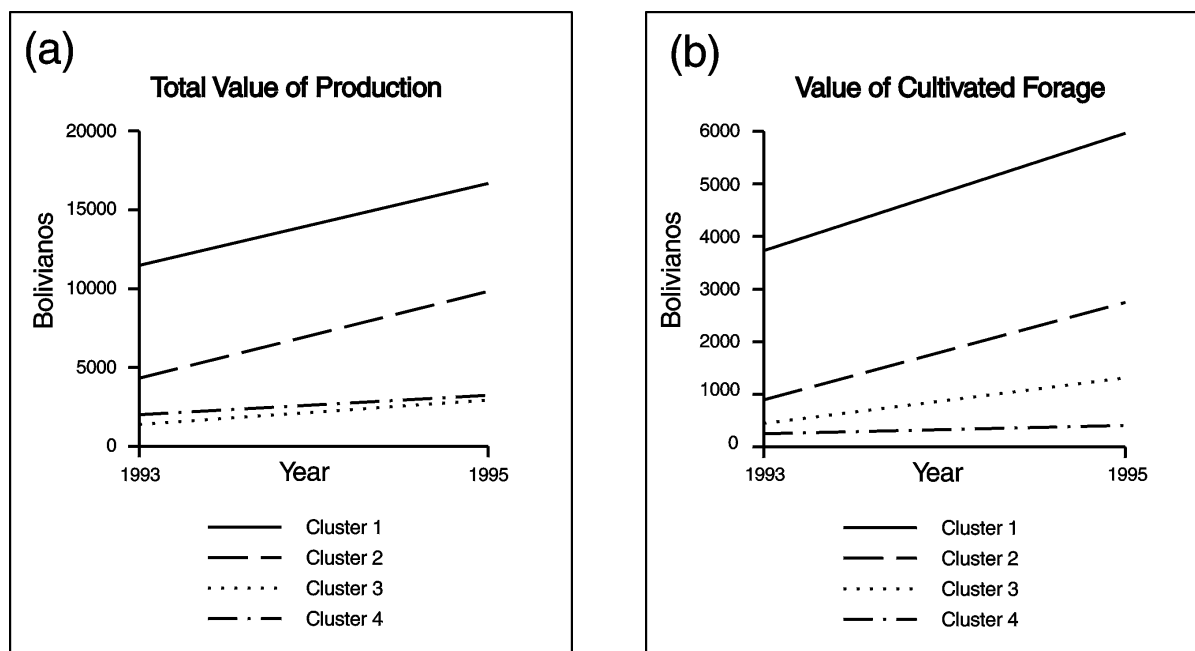 (a)
Total Value of Production
20000
15000
10000
5000
0
Bolivianos
1993
Year
1995
Cluster 1
Cluster 2
Cluster 3
Cluster 4
(b)
Value of Cultivated Forage
6000
5000
4000
3000
2000
1000
0
Bolivianos
1993
Year
1995
Cluster 1
Cluster 2
Cluster 3
Cluster 4